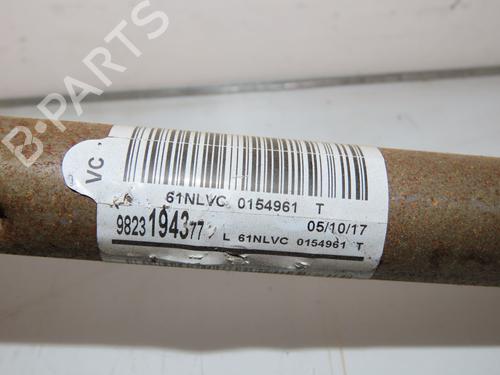 B-PARTS
VC
61NLVC 0154961 T
05/10/17
9823194377 L 61NLVC 0154961 T